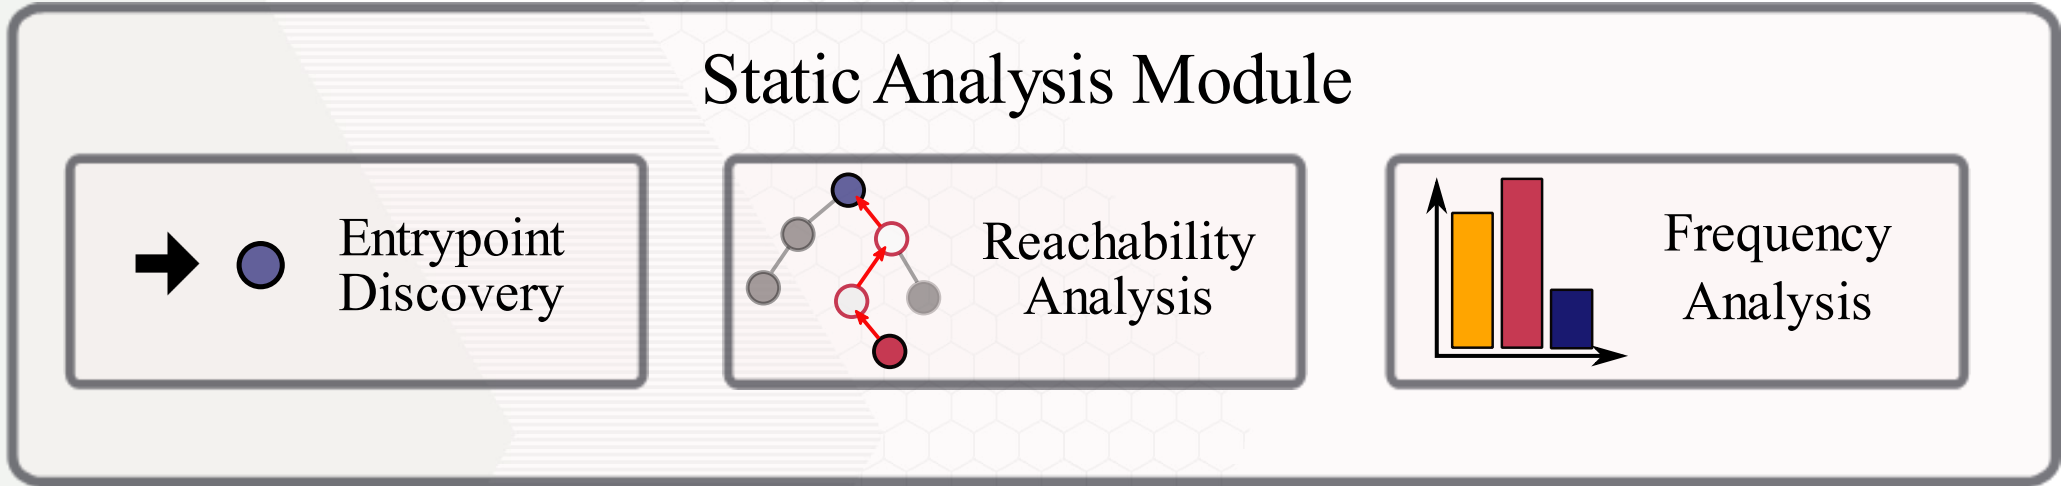 Static Analysis Module
Entrypoint
Discovery
Reachability
Analysis
Frequency
Analysis